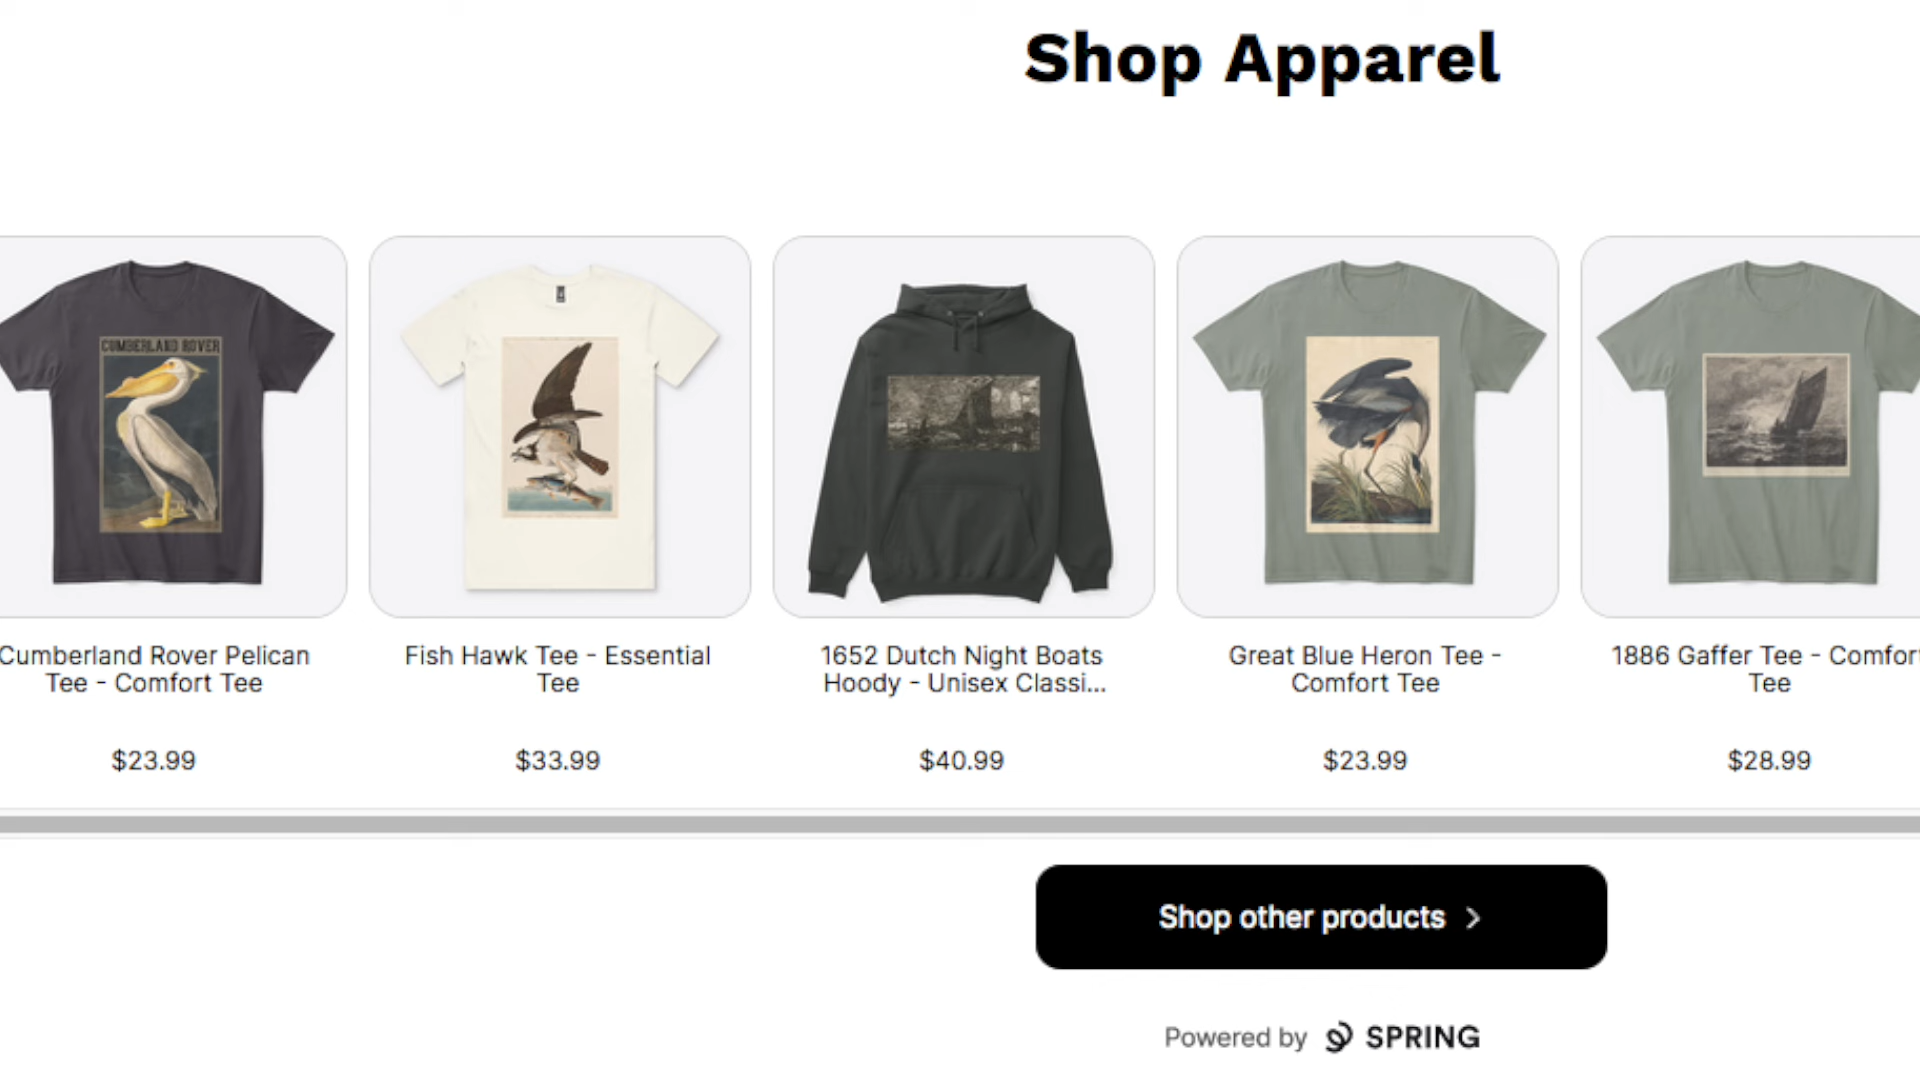 Shop Apparel
CUMBERLAND ROVER
Cumberland Rover Pelican
Tee - Comfort Tee
$23.99
Fish Hawk Tee - Essential
Tee
$33.99
1652 Dutch Night Boats
Hoody - Unisex Classi...
$40.99
Great Blue Heron Tee -
Comfort Tee
$23.99
1886 Gaffer Tee - Comfort
Tee
$28.99
Shop other products
Powered by SPRING